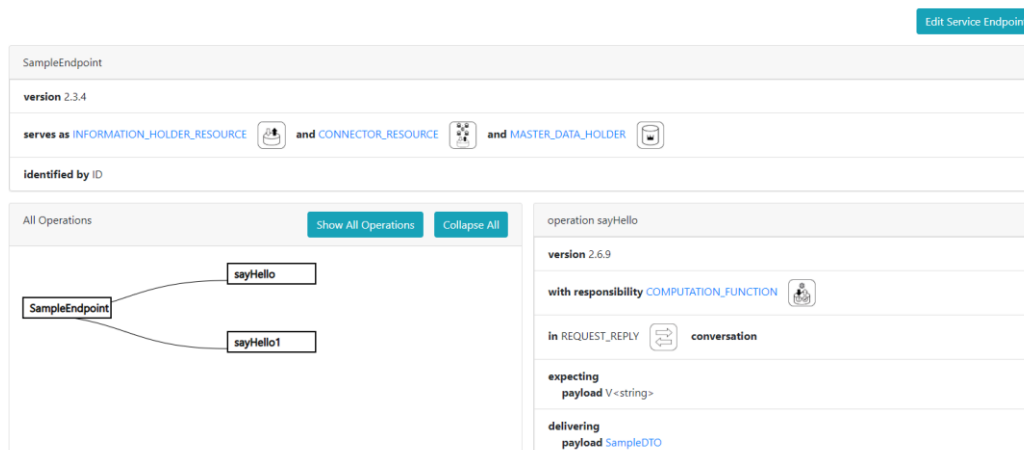 Edit Service Endpoint
SampleEndpoint
version 2.3.4
serves as INFORMATION_HOLDER_RESOURCE and CONNECTOR_RESOURCE and MASTER_DATA_HOLDER
identified by ID
All Operations
Show All Operations
Collapse All
SampleEndpoint
sayHello
sayHello1
operation sayHello
version 2.6.9
with responsibility COMPUTATION_FUNCTION
in REQUEST_REPLY conversation
expecting
payload V<string>
delivering
payload SampleDTO